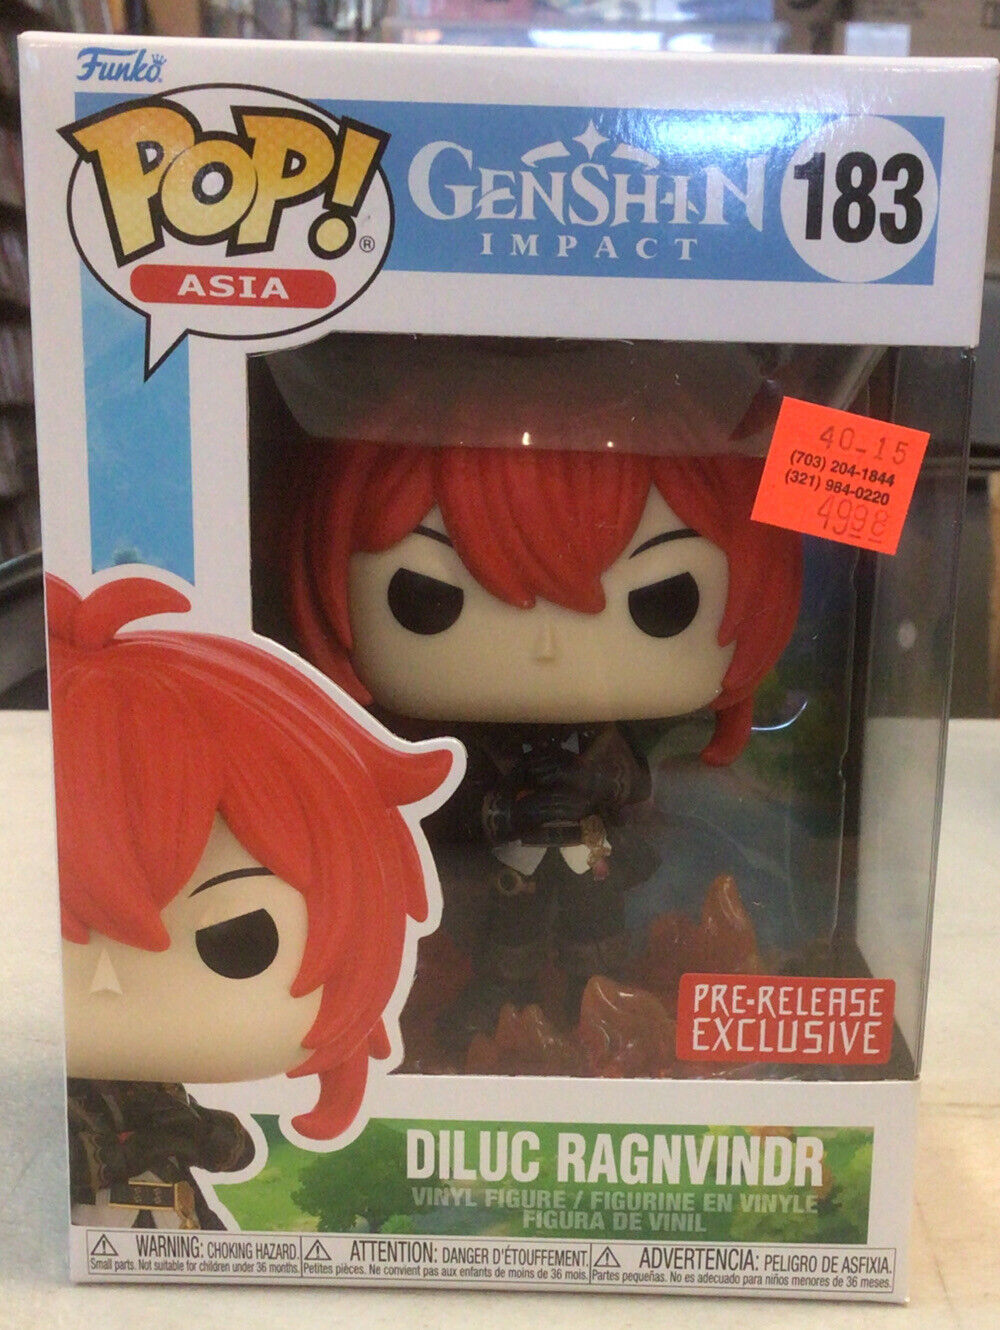 Funko
POP!®
ASIA
GENSHIN
IMPACT
183
40-15
(703) 204-1844
(321) 984-0220
4998
PRE-RELEASE
EXCLUSIVE
DILUC RAGNVINDR
VINYL FIGURE / FIGURINE EN VINYLE
FIGURA DE VINIL
WARNING: CHOKING HAZARD.
Small parts. Not suitable for children under 36 months.
ATTENTION: DANGER D'ÉTOUFFEMENT.
Petites pièces. Ne convient pas aux enfants de moins de 36 mois.
ADVERTENCIA: PELIGRO DE ASFIXIA.
Partes pequeñas. No es adecuado para niños menores de 36 meses.